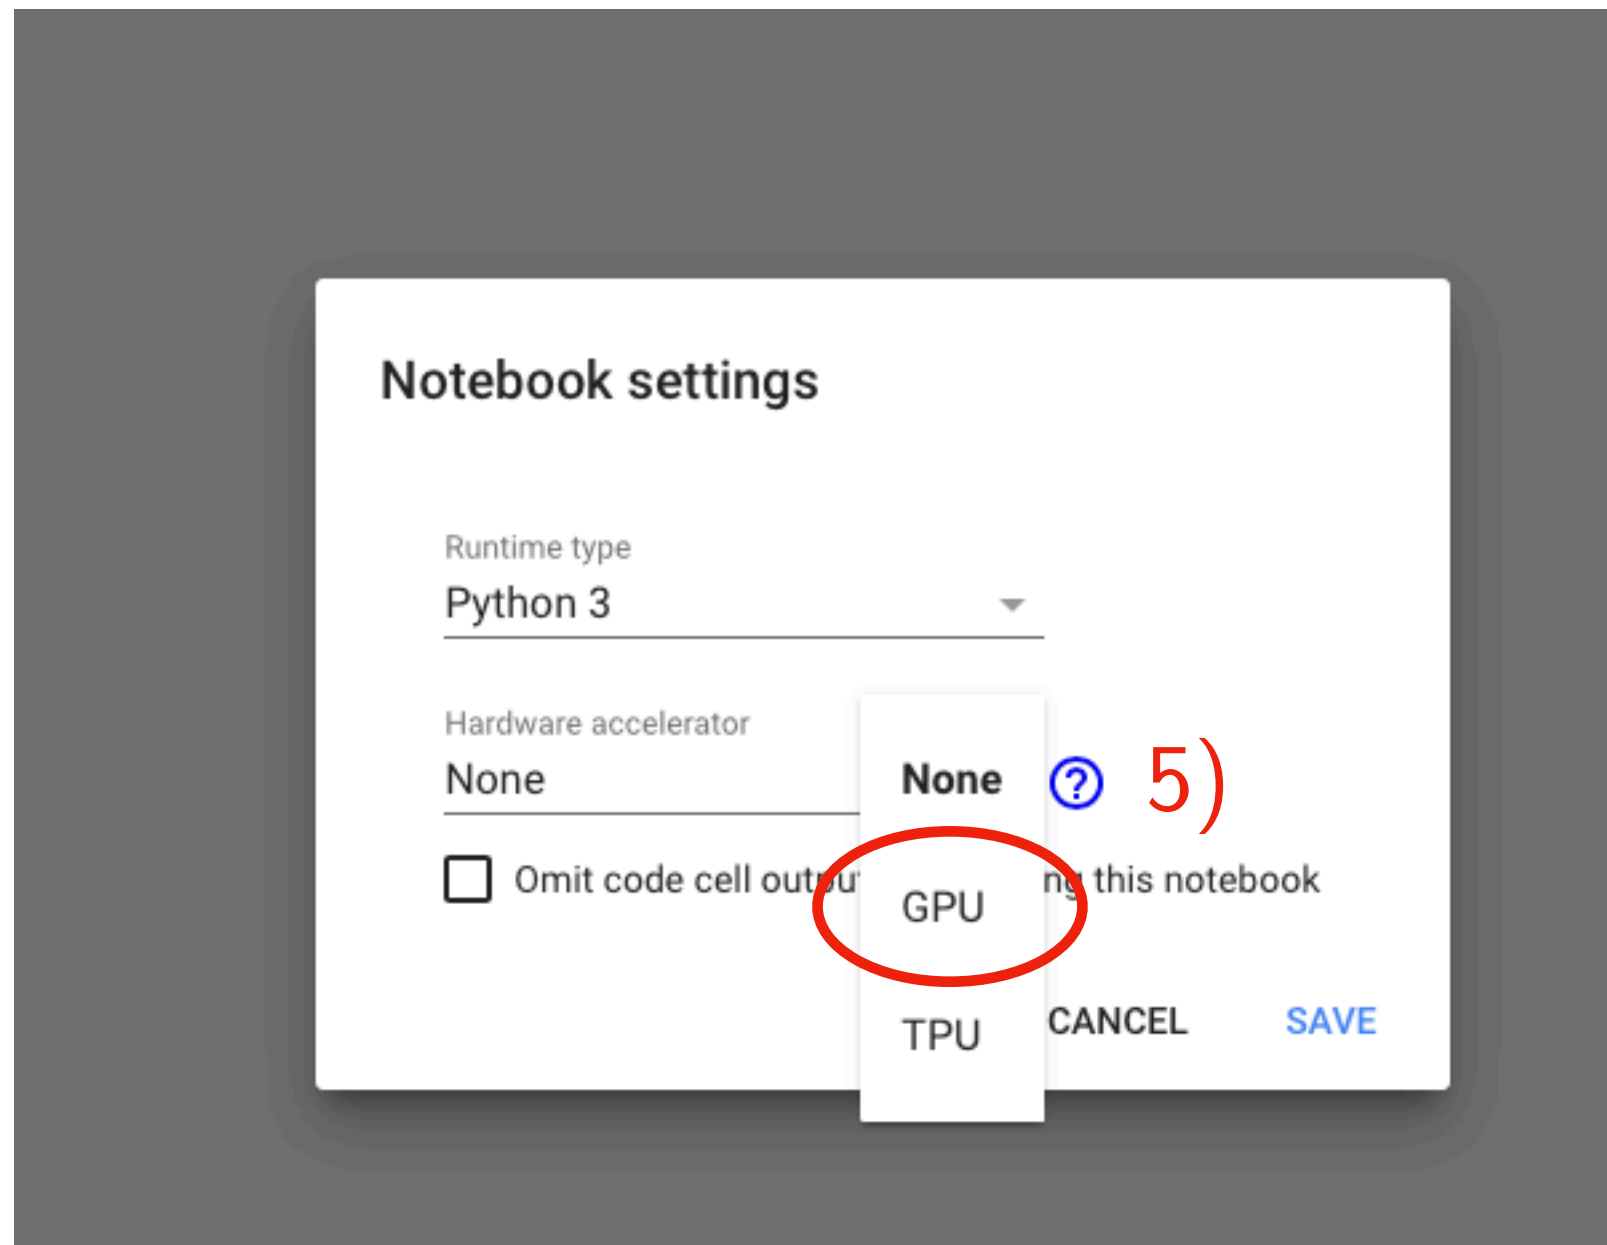 Notebook settings
Runtime type
Python 3
Hardware accelerator
None
None
? 5)
Omit code cell this notebook
GPU
TPU
CANCEL SAVE